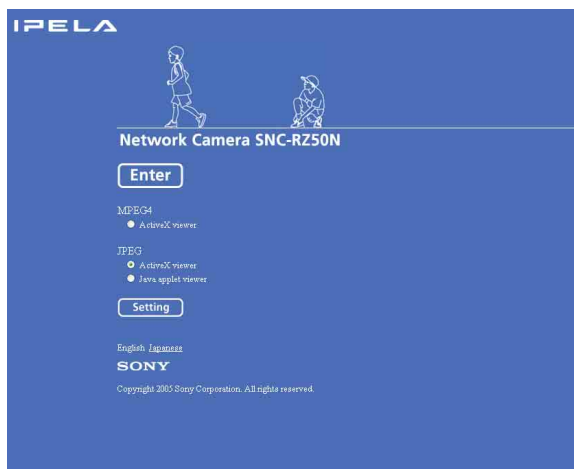 IPELA
Network Camera SNC-RZ50N
Enter
MPEG4
ActiveX viewer
JPEG
ActiveX viewer
Java applet viewer
Setting
English Japanese
SONY
Copyright 2005 Sony Corporation. All rights reserved.